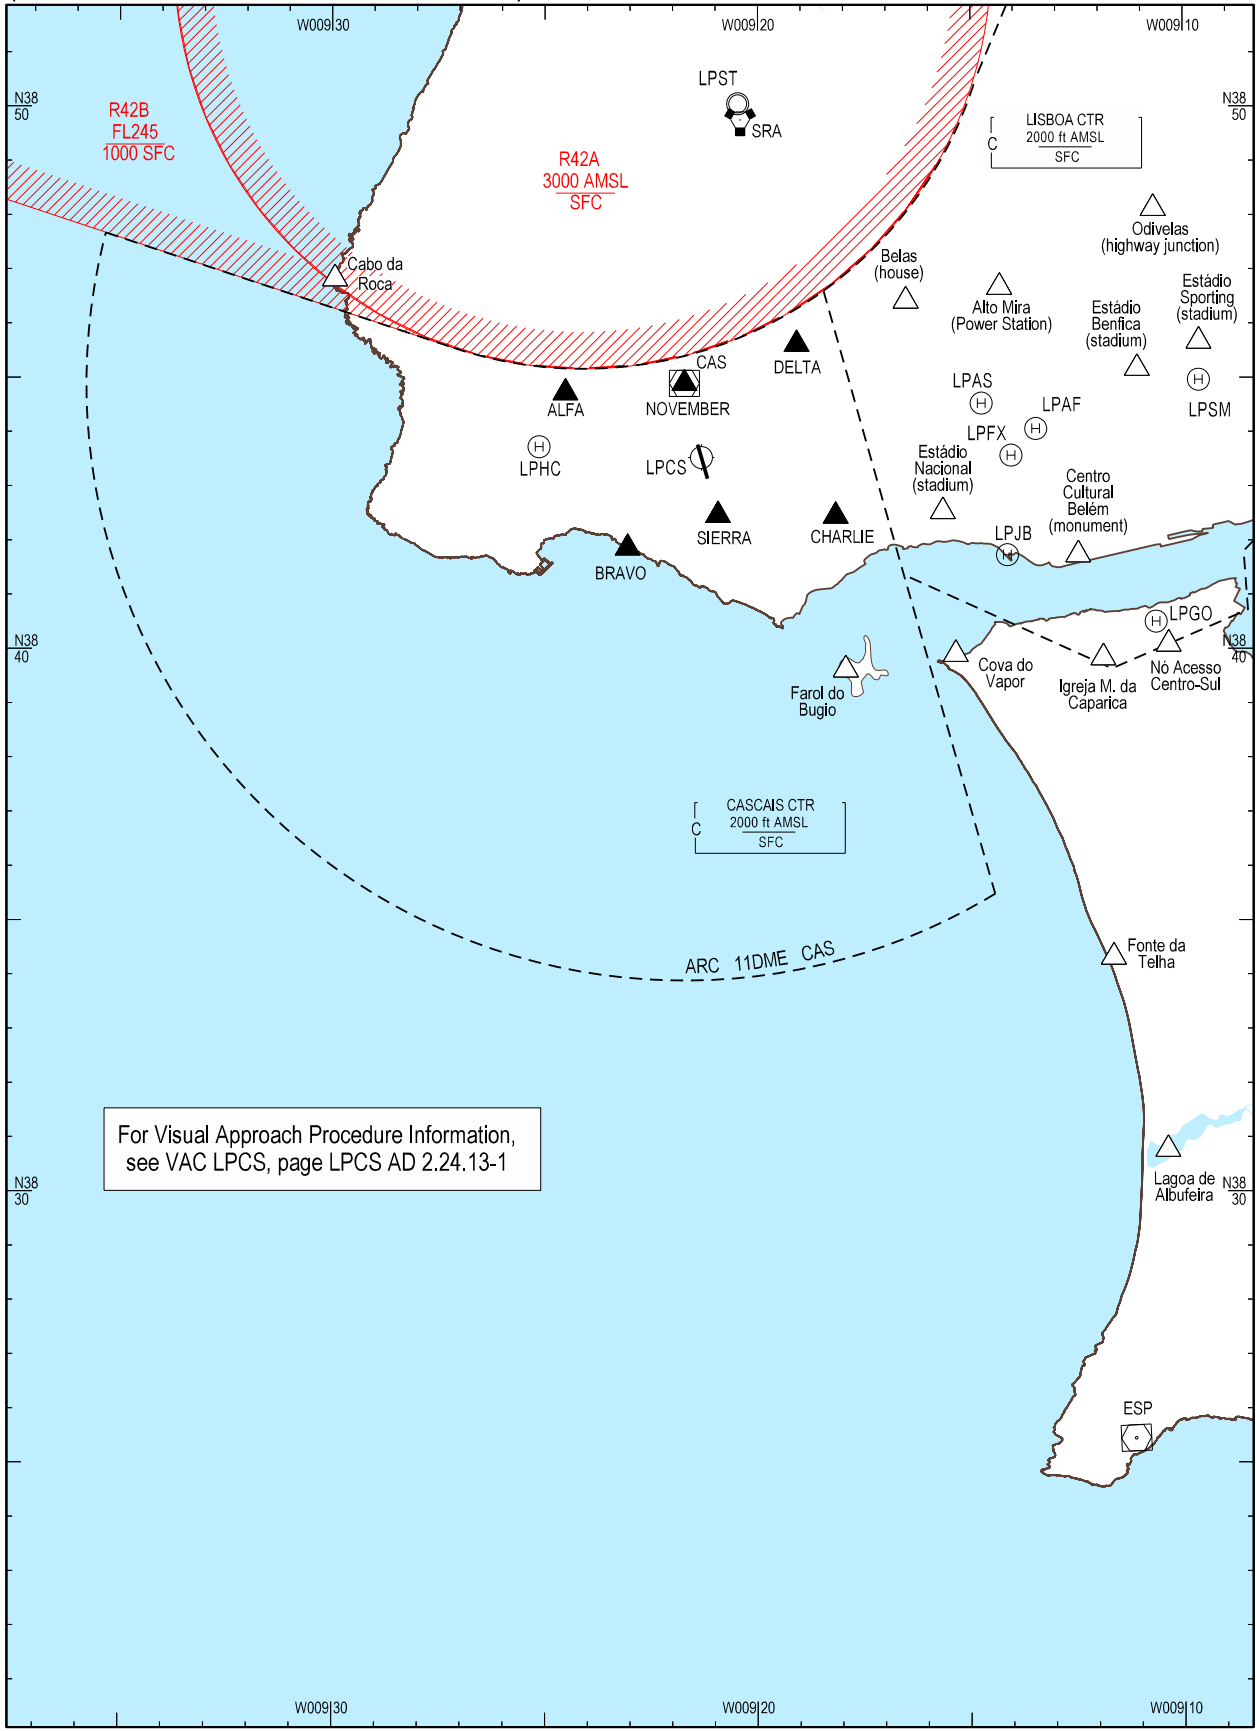 W009 30
W009 20
W009 10
N38
50
N38
50
R42B
FL245
1000 SFC
R42A
3000 AMSL
SFC
LPST
SRA
C
LISBOA CTR
2000 ft AMSL
SFC
Odivelas
(highway junction)
Cabo da
Roca
Belas
(house)
Alto Mira
(Power Station)
Estádio
Benfica
(stadium)
Estádio
Sporting
(stadium)
ALFA
CAS
NOVEMBER
DELTA
LPHC
LPCS
LPAS
LPAF
LPFX
LPSM
H
H
H
H
H
Estádio
Nacional
(stadium)
Centro
Cultural
Belém
(monument)
BRAVO
SIERRA
CHARLIE
LPJB
H
LPGO
H
N38
40
N38
40
Farol do
Bugio
Cova do
Vapor
Igreja M. da
Caparica
Nó Acesso
Centro-Sul
C
CASCAIS CTR
2000 ft AMSL
SFC
ARC 11DME CAS
Fonte da
Telha
For Visual Approach Procedure Information,
see VAC LPCS, page LPCS AD 2.24.13-1
Lagoa de
Albufeira
N38
30
N38
30
ESP
W009 30
W009 20
W009 10